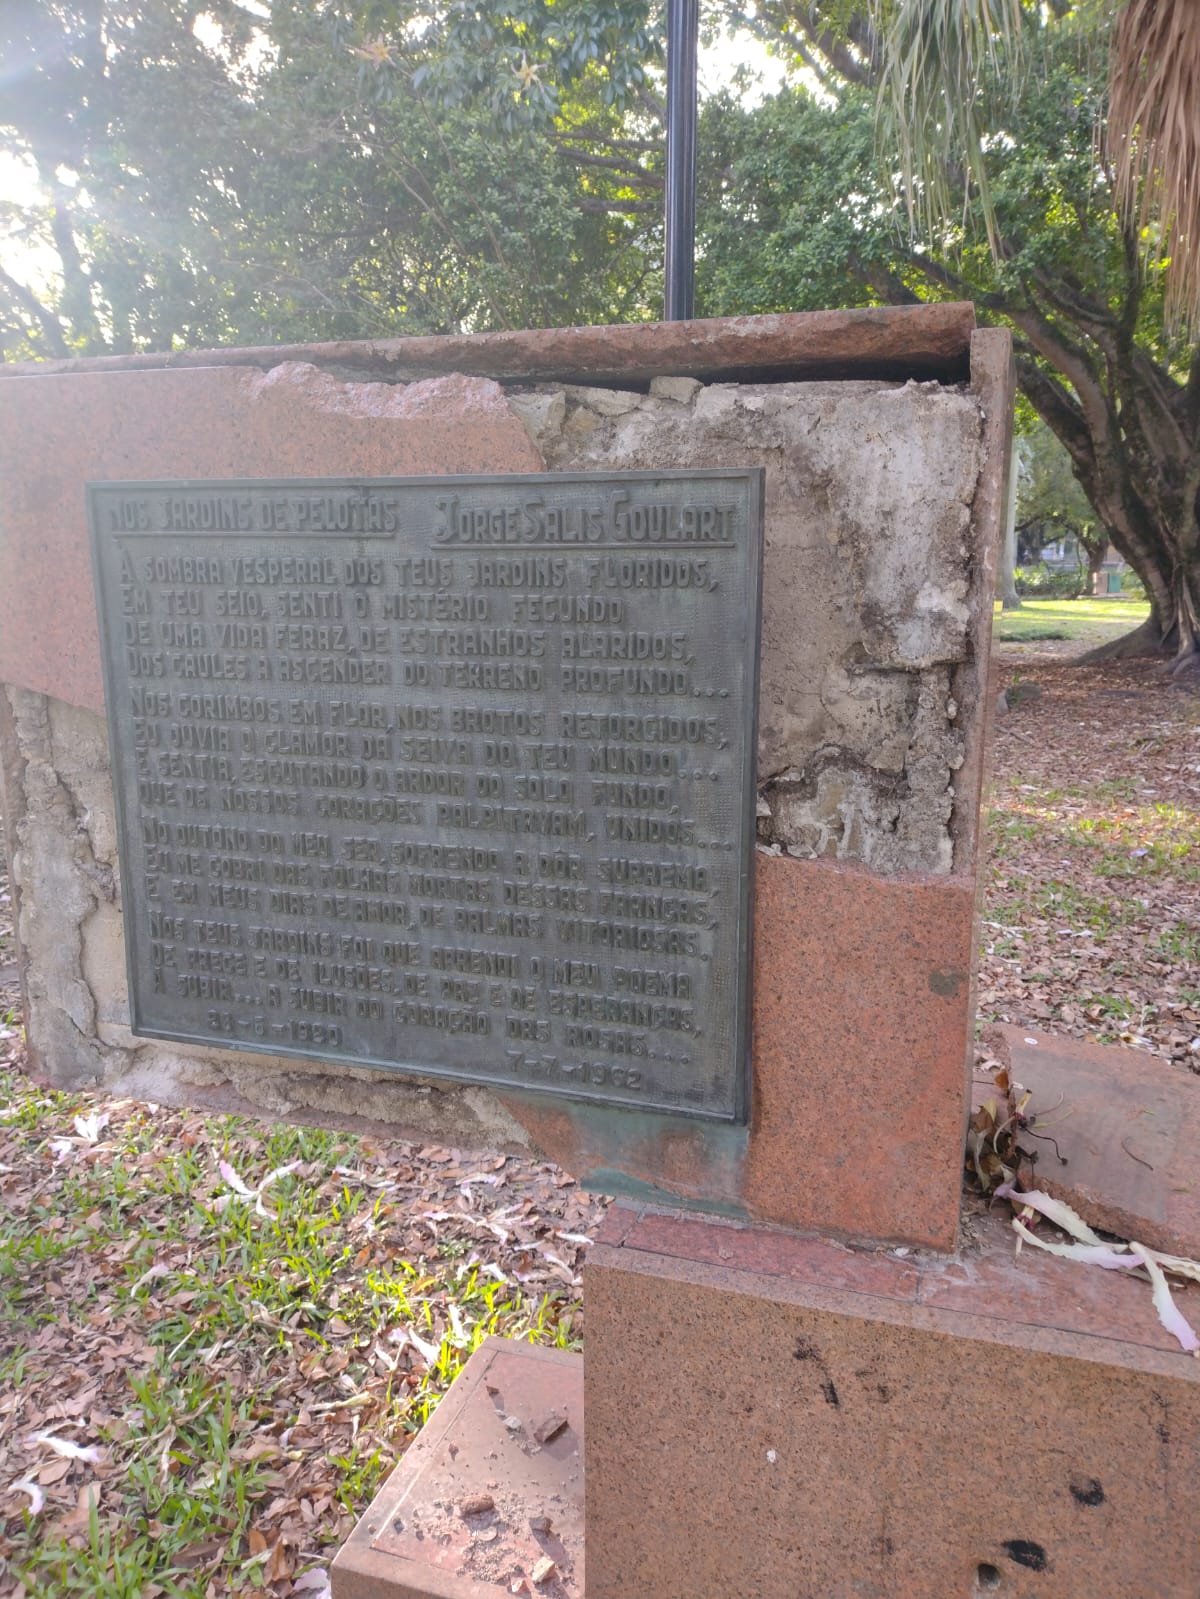 NOS JARDINS DE PELOTAS JORGE SALIS GOULART
A SOMBRA VESPERAL DOS TEUS JARDINS FLORIDOS,
EM TEU SEIO, SENTI O MISTÉRIO FECUNDO
DE UMA VIDA FERAZ, DE ESTRANHOS ALARIDOS,
DOS CAULES A ASCENDER DO TERRENO PROFUNDO...
NOS CORIMBOS EM FLOR, NOS BROTOS RETORCIDOS,
EU OUVIA O CLAMOR DA SEIVA DO TEU MUNDO...
E SENTIA, ESCUTANDO O ARDOR DO SOLO FUNDO,
QUE OS NOSSOS CORAÇÕES PALPITAVAM, UNIDOS...
NO OUTONO DO MEU SER, SOFRENDO A DÔR SUPREMA,
EU ME COBRI DAS FOLHAS MORTAS DESSAS FRANÇAS,
E EM MEUS DIAS DE AMOR, DE PALMAS VITORIOSAS.
NOS TEUS JARDINS FOI QUE APRENDI O MEU POEMA
DE PRECE E DE ILUSÕES, DE PAZ E DE ESPERANÇAS,
A SUBIR... A SUBIR DO CORAÇÃO DAS ROSAS...
7-7-1962